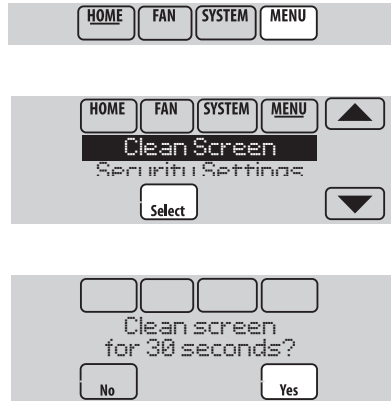 HOME FAN SYSTEM MENU
HOME FAN SYSTEM MENU
Clean Screen
Security Settings
Select
Clean screen
for 30 seconds?
No Yes